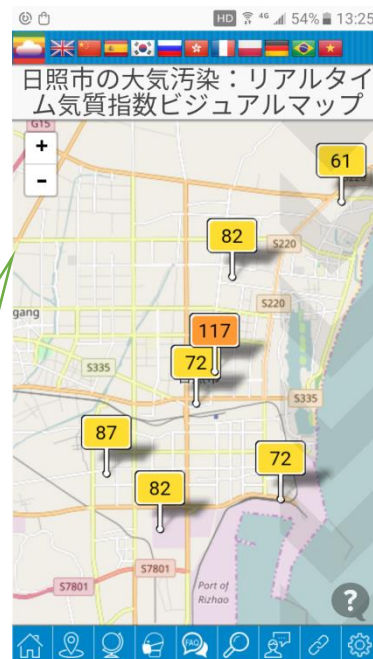 HD 46 54% 13:25
日照市の大気汚染：リアルタイ
ム気質指数ビジュアルマップ
G15
+
-
61
S220
82
S220
S220
gang
117
72
S335
S335
87
72
82
S7801
S7801
Port of
Rizhao
?
FAQ